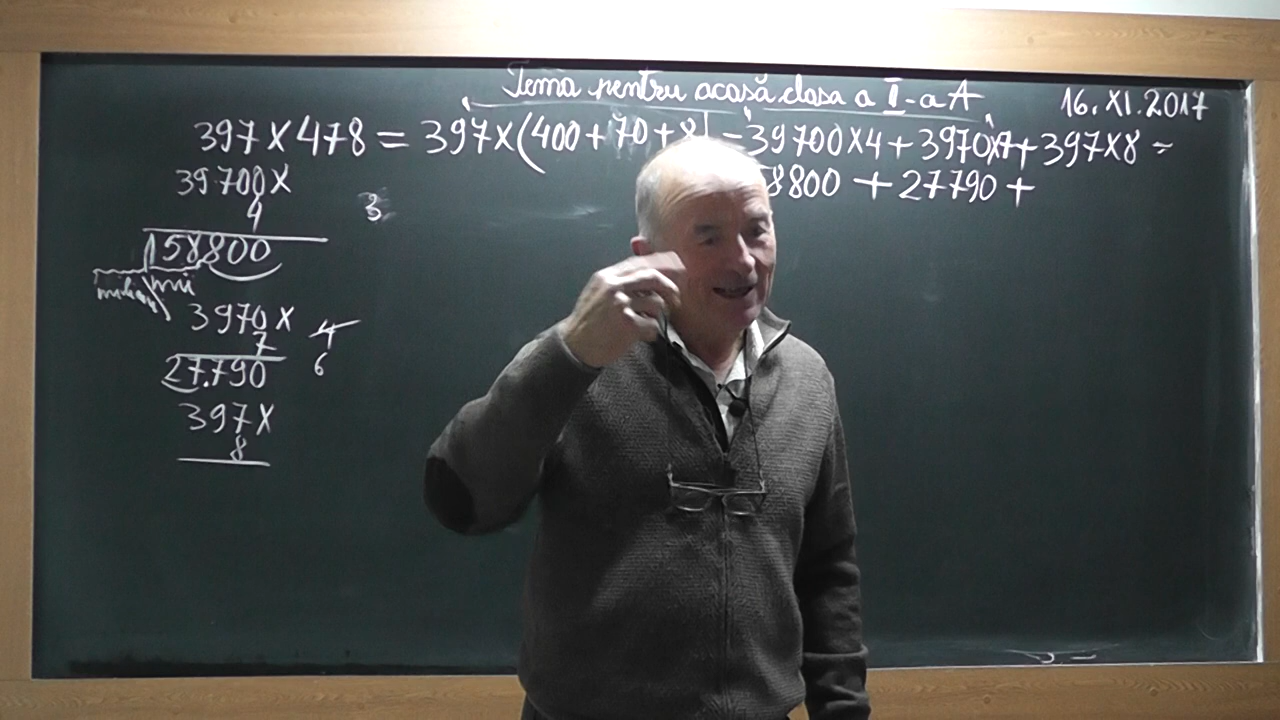 Tema pentru acasă clasa a I-a A
16.XI.2017
397 X 478 = 397 X (400 + 70 + 8) = 39700 X 4 + 3970 X 7 + 397 X 8 =
8800 + 27790 +
39700 X
4
3
158800
mii
3970 X
7
4
27.790
6
397 X
8